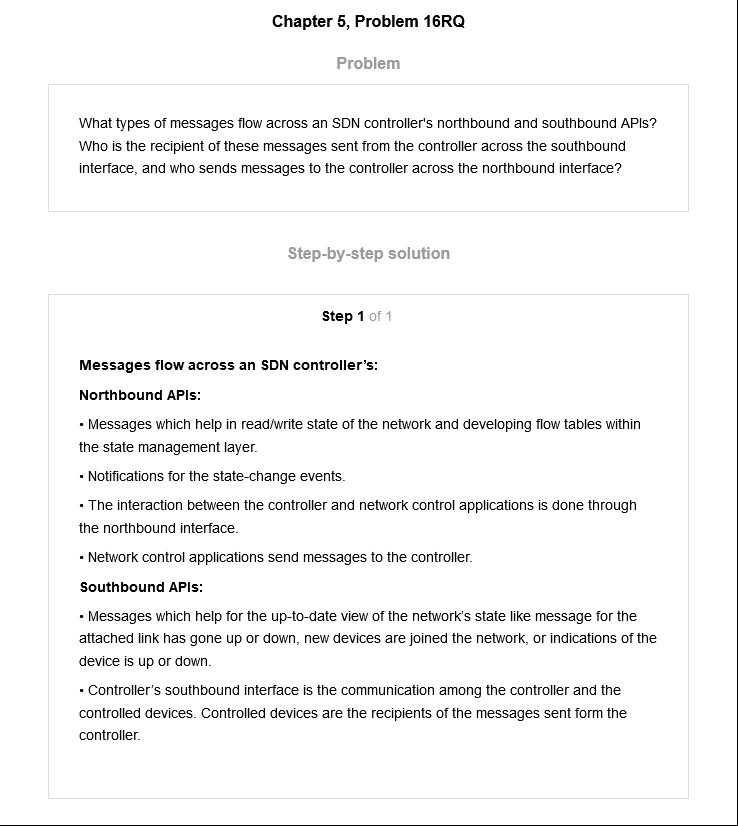 Chapter 5, Problem 16RQ
Problem
What types of messages flow across an SDN controller's northbound and southbound APIs?
Who is the recipient of these messages sent from the controller across the southbound
interface, and who sends messages to the controller across the northbound interface?
Step-by-step solution
Step 1 of 1
Messages flow across an SDN controller’s:
Northbound APIs:
• Messages which help in read/write state of the network and developing flow tables within
the state management layer.
• Notifications for the state-change events.
• The interaction between the controller and network control applications is done through
the northbound interface.
• Network control applications send messages to the controller.
Southbound APIs:
• Messages which help for the up-to-date view of the network’s state like message for the
attached link has gone up or down, new devices are joined the network, or indications of the
device is up or down.
• Controller’s southbound interface is the communication among the controller and the
controlled devices. Controlled devices are the recipients of the messages sent form the
controller.